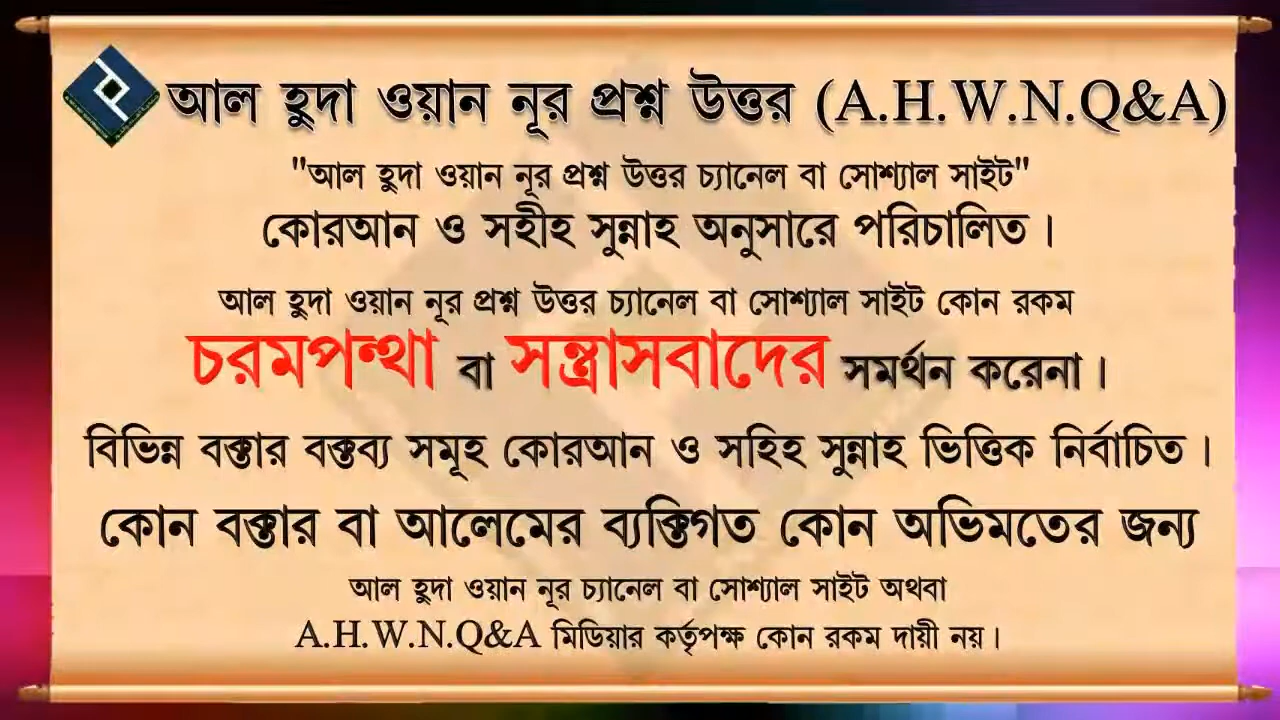 আল হুদা ওয়ান নূর প্রশ্ন উত্তর (A.H.W.N.Q&A)
"আল হুদা ওয়ান নূর প্রশ্ন উত্তর চ্যানেল বা সোশ্যাল সাইট"
কোরআন ও সহীহ সুন্নাহ অনুসারে পরিচালিত।
আল হুদা ওয়ান নূর প্রশ্ন উত্তর চ্যানেল বা সোশ্যাল সাইট কোন রকম
চরমপন্থা বা সন্ত্রাসবাদের সমর্থন করেনা।
বিভিন্ন বক্তার বক্তব্য সমূহ কোরআন ও সহিহ সুন্নাহ ভিত্তিক নির্বাচিত।
কোন বক্তার বা আলেমের ব্যক্তিগত কোন অভিমতের জন্য
আল হুদা ওয়ান নূর চ্যানেল বা সোশ্যাল সাইট অথবা
A.H.W.N.Q&A মিডিয়ার কর্তৃপক্ষ কোন রকম দায়ী নয়।